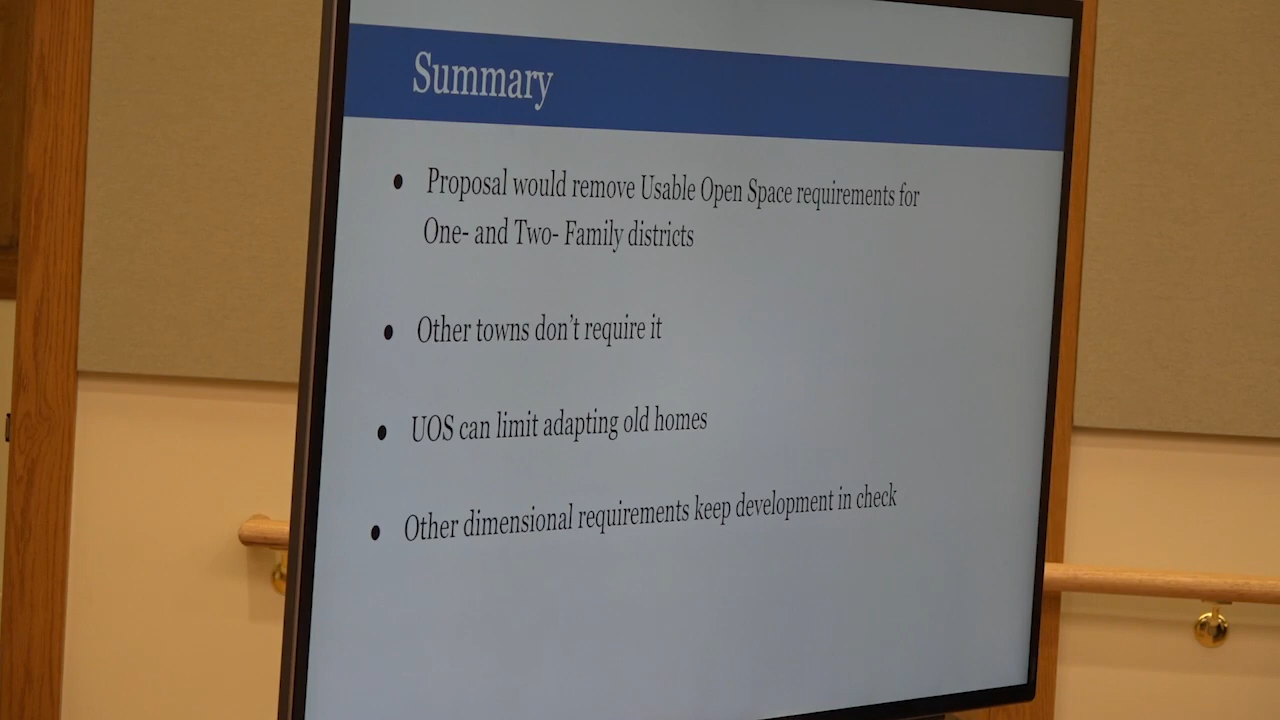 Summary
• Proposal would remove Usable Open Space requirements for
One- and Two- Family districts
• Other towns don’t require it
• UOS can limit adapting old homes
• Other dimensional requirements keep development in check